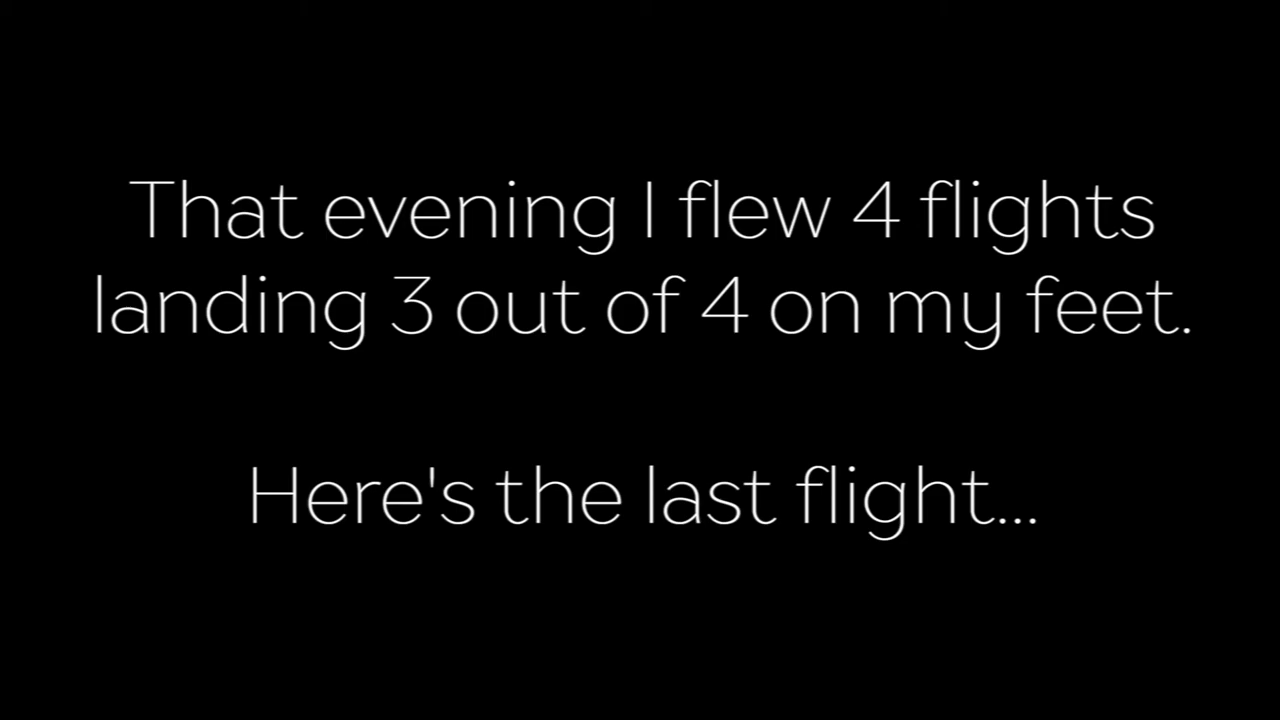 That evening I flew 4 flights
landing 3 out of 4 on my feet.
Here's the last flight...